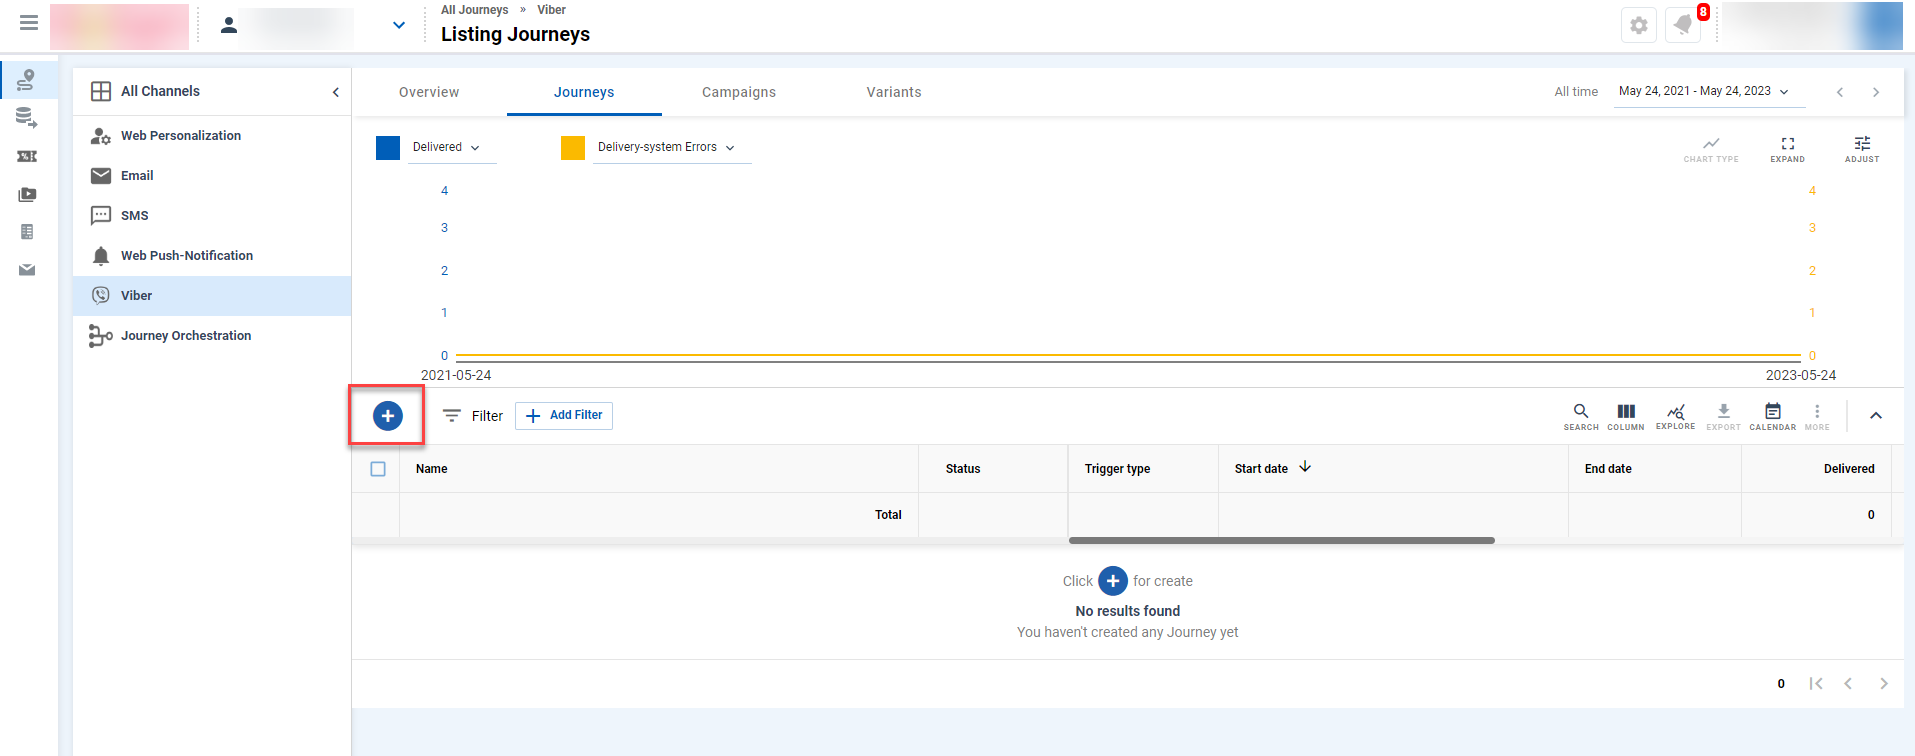 All Journeys » Viber
Listing Journeys
8
All Channels
Web Personalization
Email
SMS
Web Push-Notification
Viber
Journey Orchestration
Overview Journeys Campaigns Variants All time May 24, 2021 - May 24, 2023
Delivered Delivery-system Errors CHART TYPE EXPAND ADJUST
4 4
3 3
2 2
1 1
0 0
2021-05-24 2023-05-24
Filter Add Filter SEARCH COLUMN EXPLORE EXPORT CALENDAR MORE
Name Status Trigger type Start date End date Delivered
Total 0
Click + for create
No results found
You haven't created any Journey yet
0